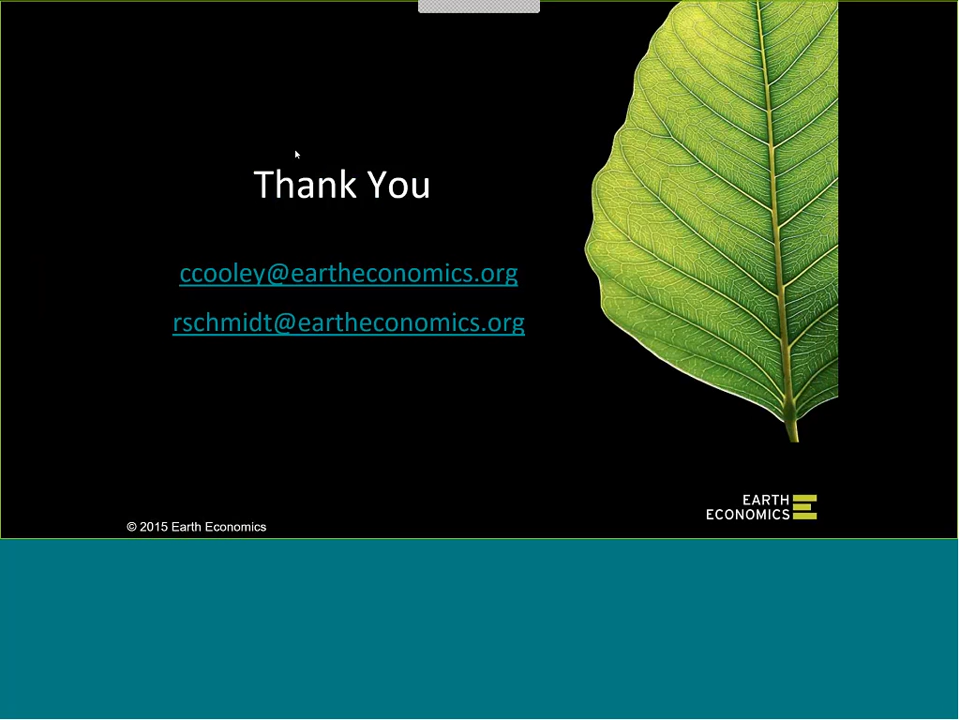 Thank You
ccooley@eartheconomics.org
rschmidt@eartheconomics.org
EARTH
ECONOMICS
© 2015 Earth Economics